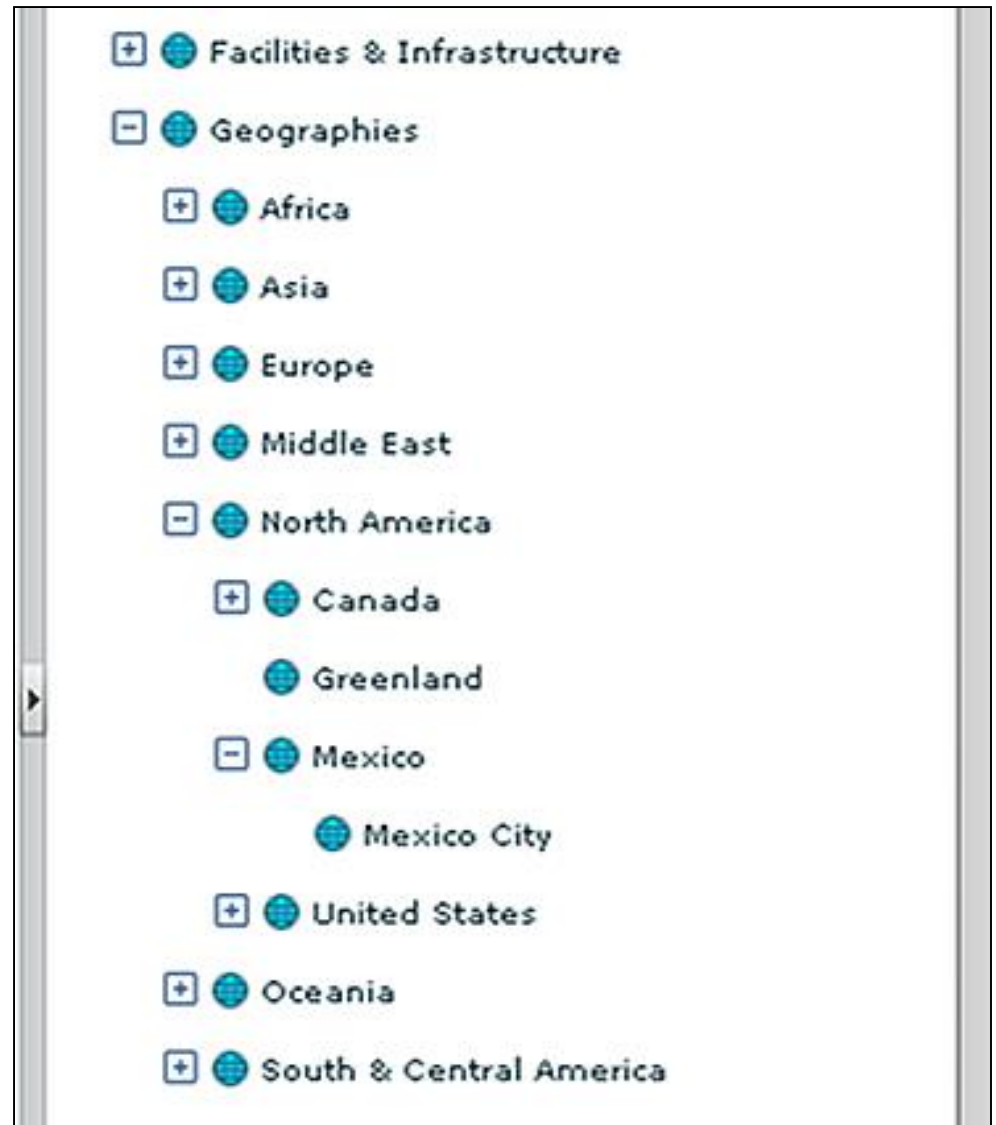 Facilities & Infrastructure
Geographies
Africa
Asia
Europe
Middle East
North America
Canada
Greenland
Mexico
Mexico City
United States
Oceania
South & Central America